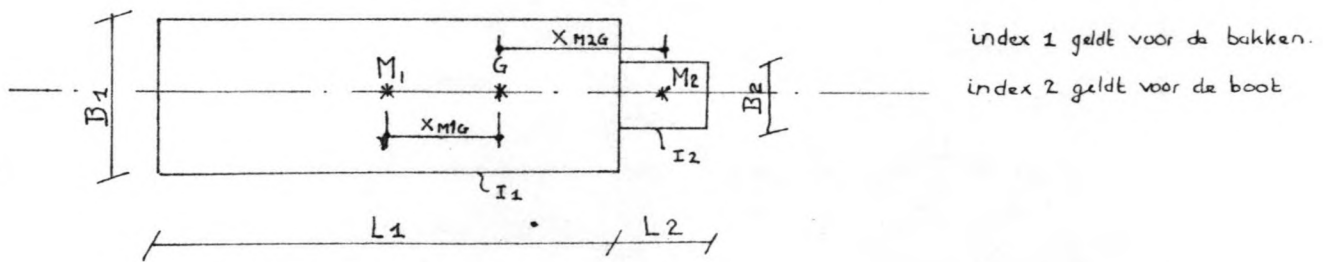 index 1 geldt voor de bakken.
index 2 geldt voor de boot
X M2G
M1
G
M2
B1
B2
X M1G
I2
I1
L1
L2